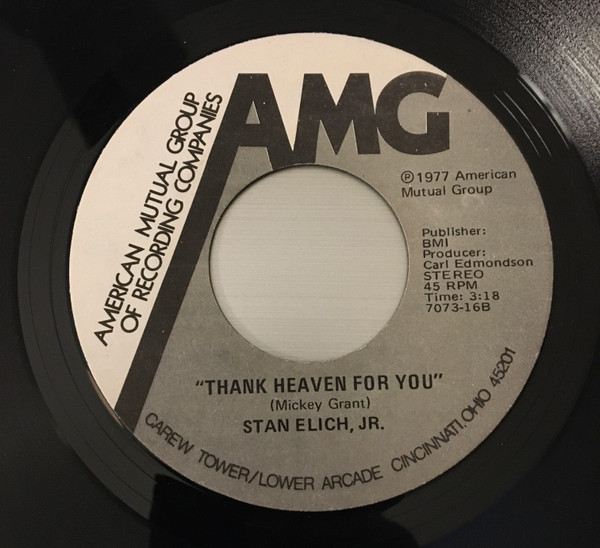 AMG
AMERICAN MUTUAL GROUP
OF RECORDING COMPANIES
℗1977 American
Mutual Group
Publisher:
BMI
Producer:
Carl Edmondson
STEREO
45 RPM
Time: 3:18
7073-16B
"THANK HEAVEN FOR YOU"
(Mickey Grant)
STAN ELICH, JR.
CAREW TOWER/LOWER ARCADE CINCINNATI, OHIO 45201